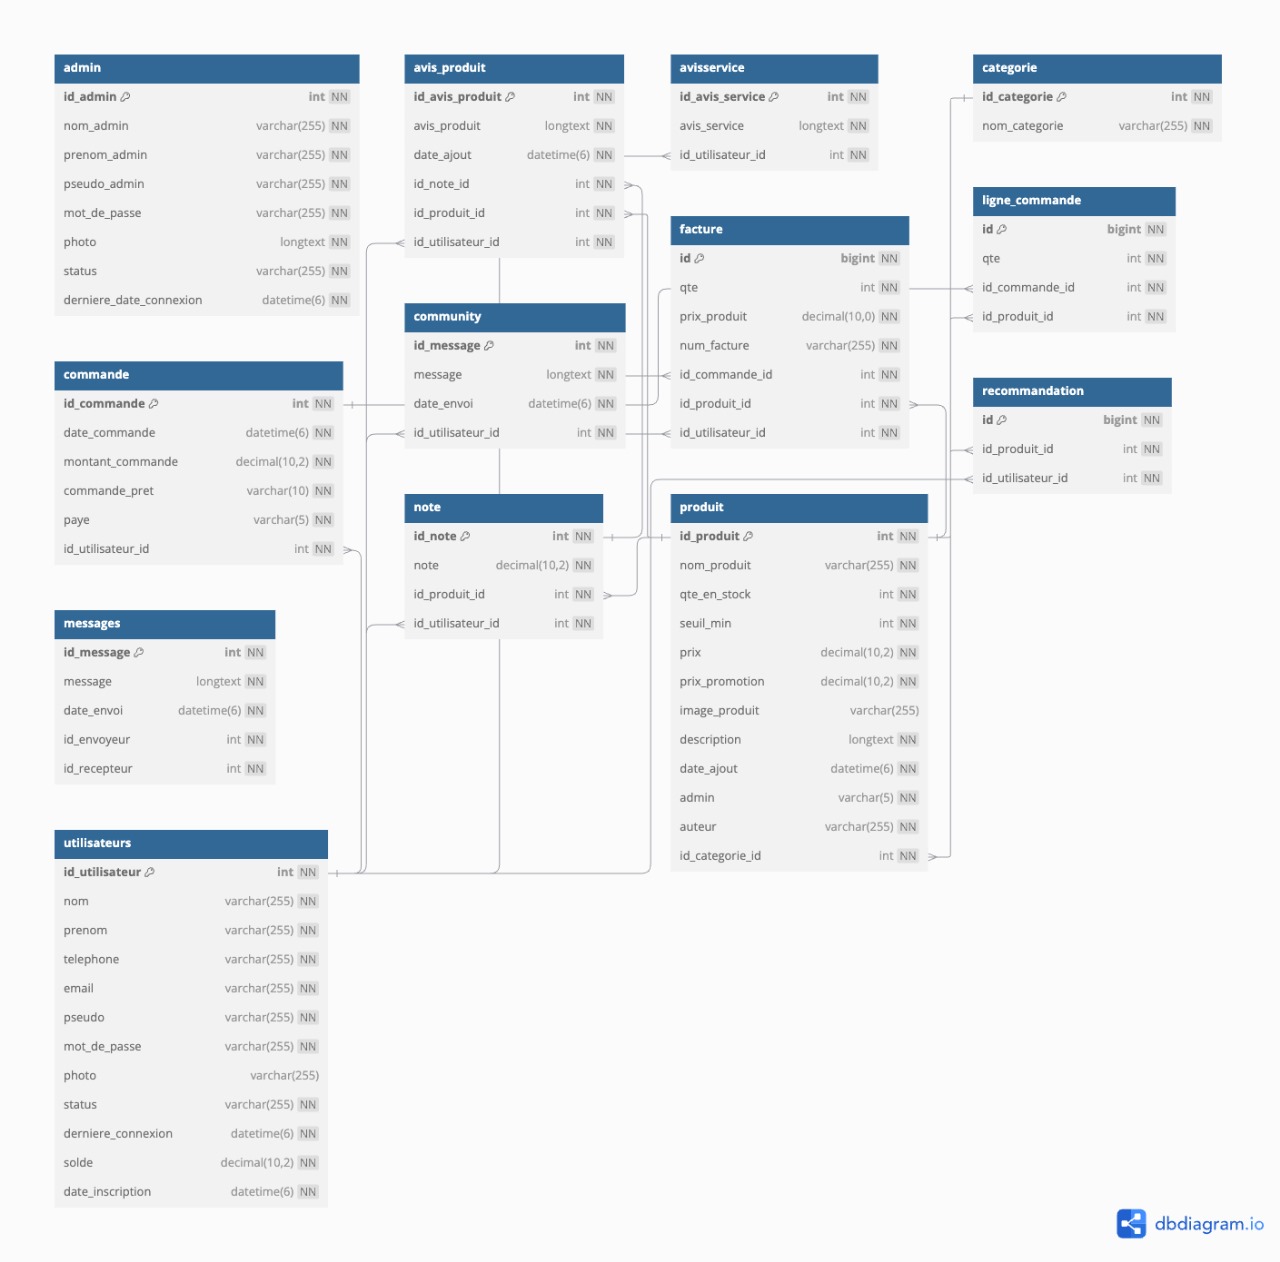 admin
id_admin int NN
nom_admin varchar(255) NN
prenom_admin varchar(255) NN
pseudo_admin varchar(255) NN
mot_de_passe varchar(255) NN
photo longtext NN
status varchar(255) NN
derniere_date_connexion datetime(6) NN
commande
id_commande int NN
date_commande datetime(6) NN
montant_commande decimal(10,2) NN
commande_pret varchar(10) NN
paye varchar(5) NN
id_utilisateur_id int NN
messages
id_message int NN
message longtext NN
date_envoi datetime(6) NN
id_envoyeur int NN
id_recepteur int NN
utilisateurs
id_utilisateur int NN
nom varchar(255) NN
prenom varchar(255) NN
telephone varchar(255) NN
email varchar(255) NN
pseudo varchar(255) NN
mot_de_passe varchar(255) NN
photo varchar(255)
status varchar(255) NN
derniere_connexion datetime(6) NN
solde decimal(10,2) NN
date_inscription datetime(6) NN
avis_produit
id_avis_produit int NN
avis_produit longtext NN
date_ajout datetime(6) NN
id_note_id int NN
id_produit_id int NN
id_utilisateur_id int NN
community
id_message int NN
message longtext NN
date_envoi datetime(6) NN
id_utilisateur_id int NN
note
id_note int NN
note decimal(10,2) NN
id_produit_id int NN
id_utilisateur_id int NN
avisservice
id_avis_service int NN
avis_service longtext NN
id_utilisateur_id int NN
facture
id bigint NN
qte int NN
prix_produit decimal(10,0) NN
num_facture varchar(255) NN
id_commande_id int NN
id_produit_id int NN
id_utilisateur_id int NN
produit
id_produit int NN
nom_produit varchar(255) NN
qte_en_stock int NN
seuil_min int NN
prix decimal(10,2) NN
prix_promotion decimal(10,2) NN
image_produit varchar(255)
description longtext NN
date_ajout datetime(6) NN
admin varchar(5) NN
auteur varchar(255) NN
id_categorie_id int NN
categorie
id_categorie int NN
nom_categorie varchar(255) NN
ligne_commande
id bigint NN
qte int NN
id_commande_id int NN
id_produit_id int NN
recommandation
id bigint NN
id_produit_id int NN
id_utilisateur_id int NN
dbdiagram.io